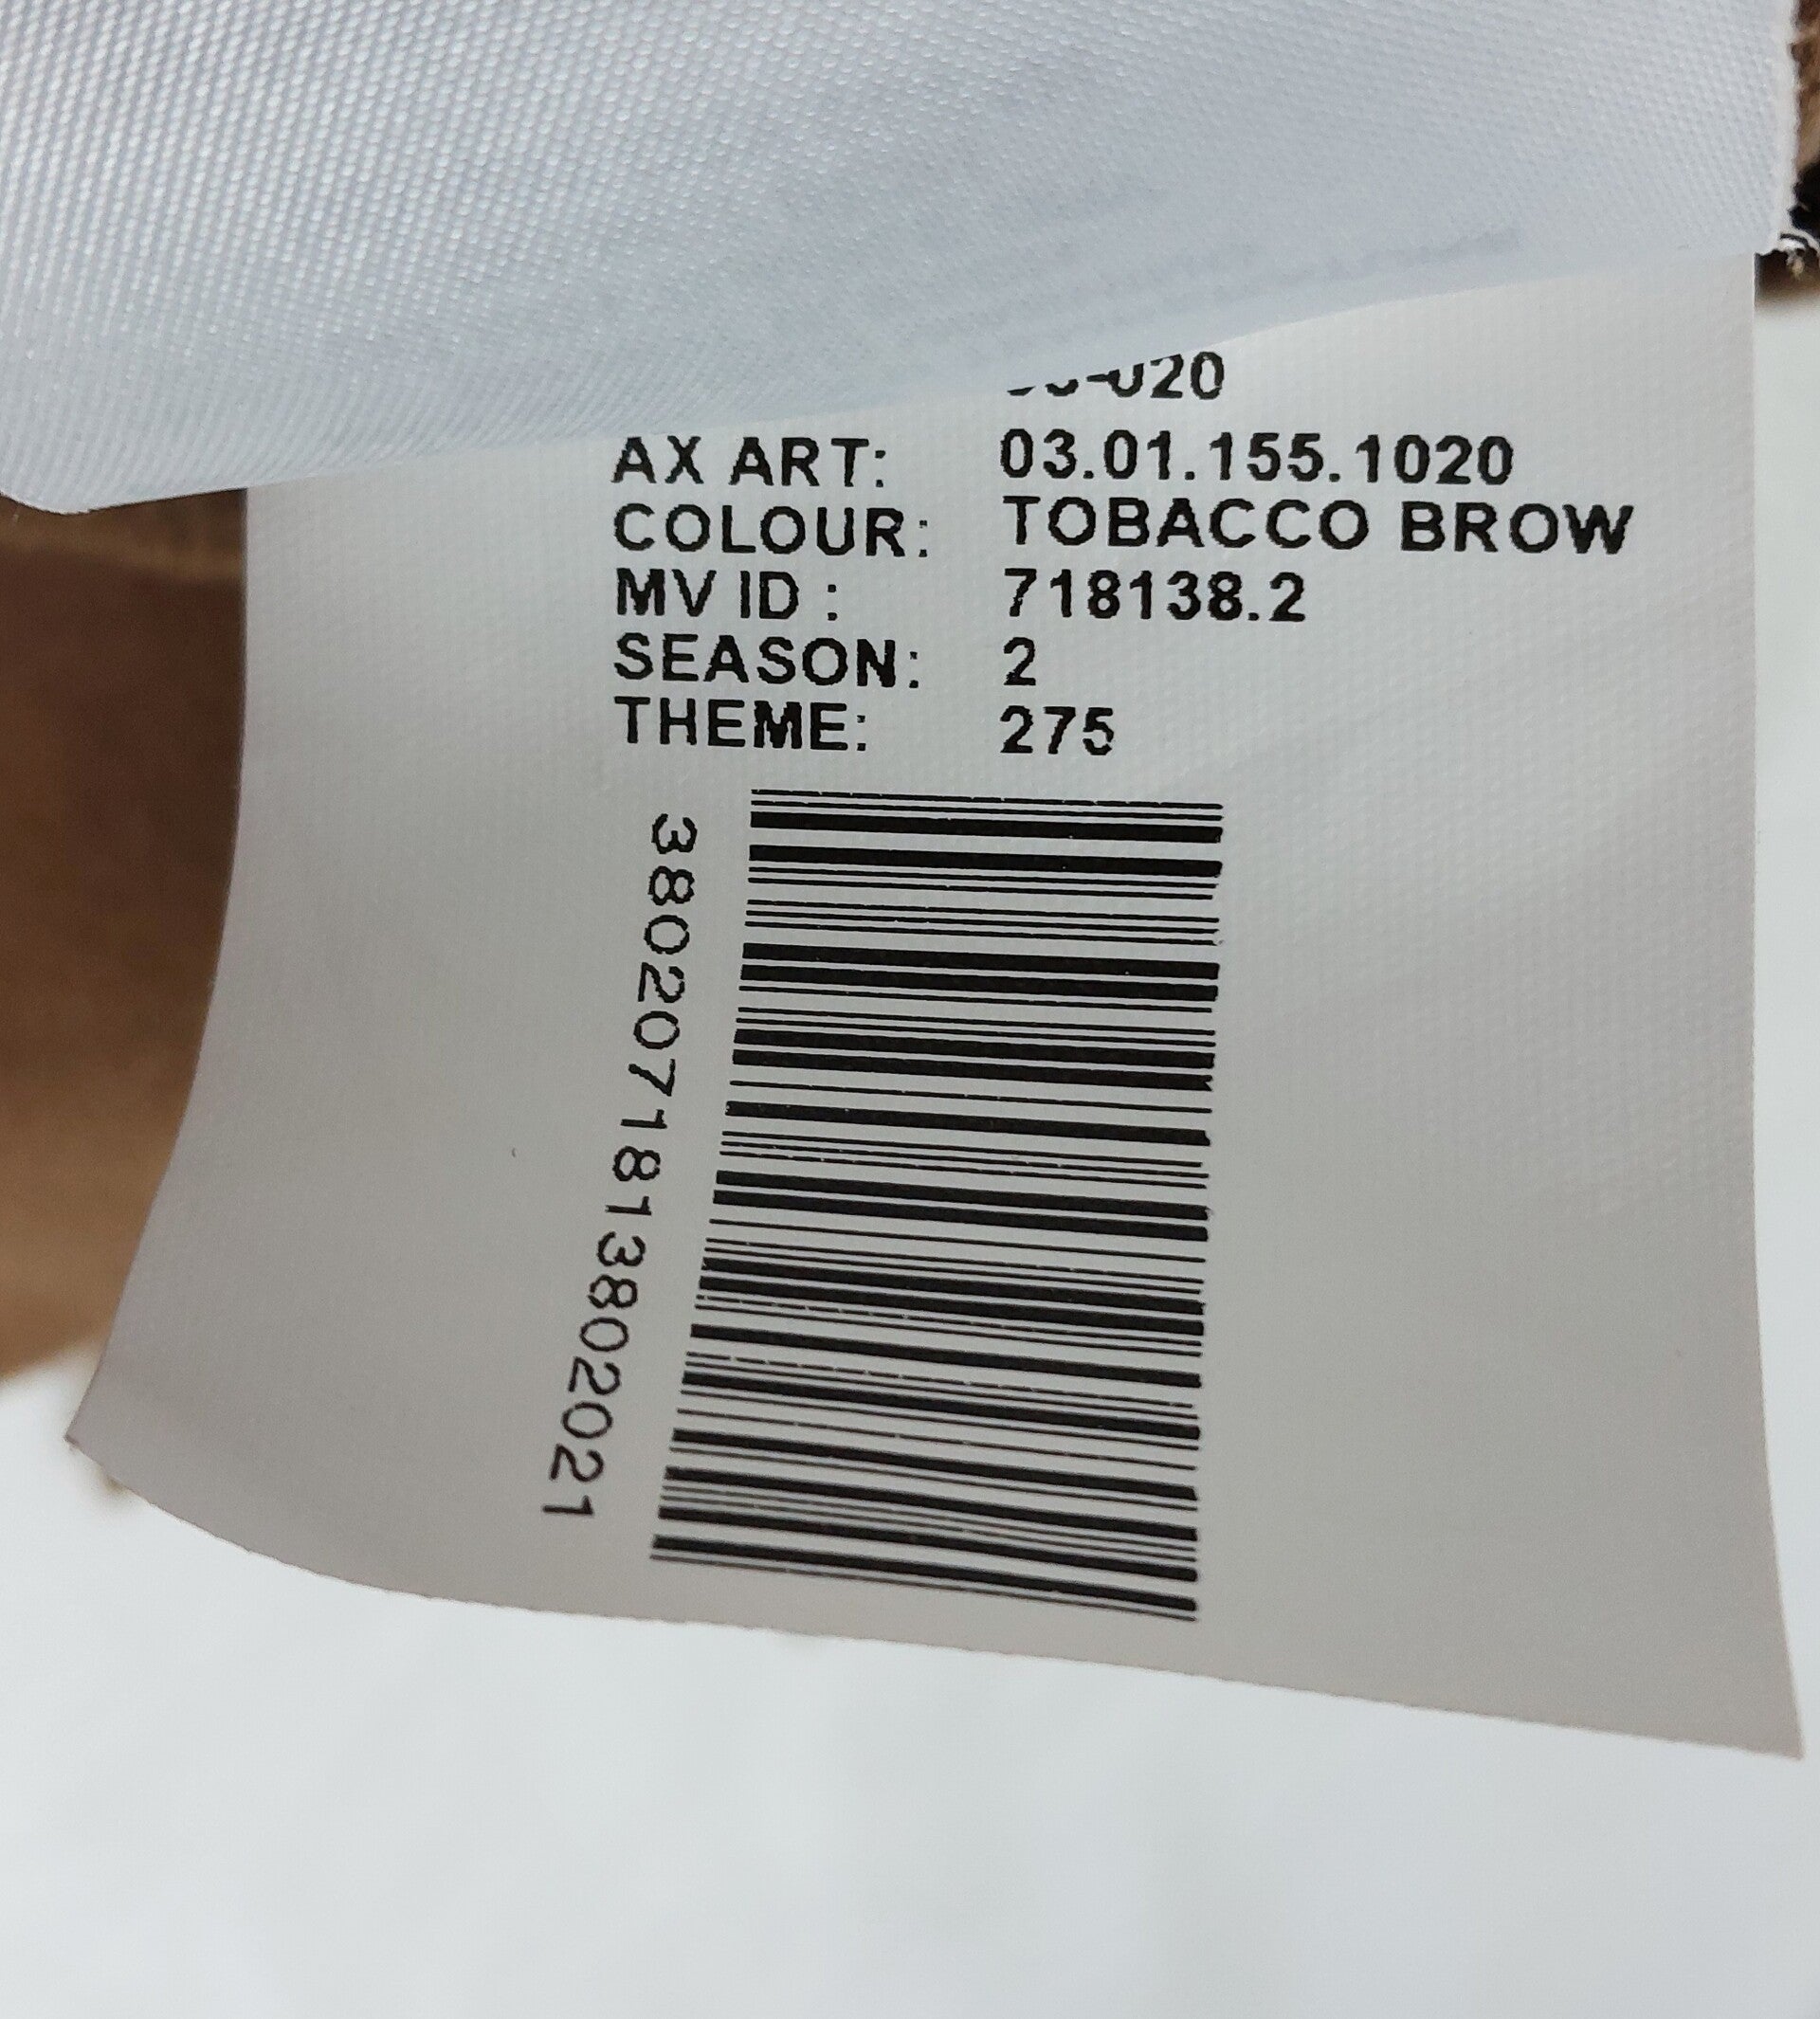 AX ART: 03.01.155.1020
COLOUR: TOBACCO BROW
MV ID : 718138.2
SEASON: 2
THEME: 275
3802071813802021